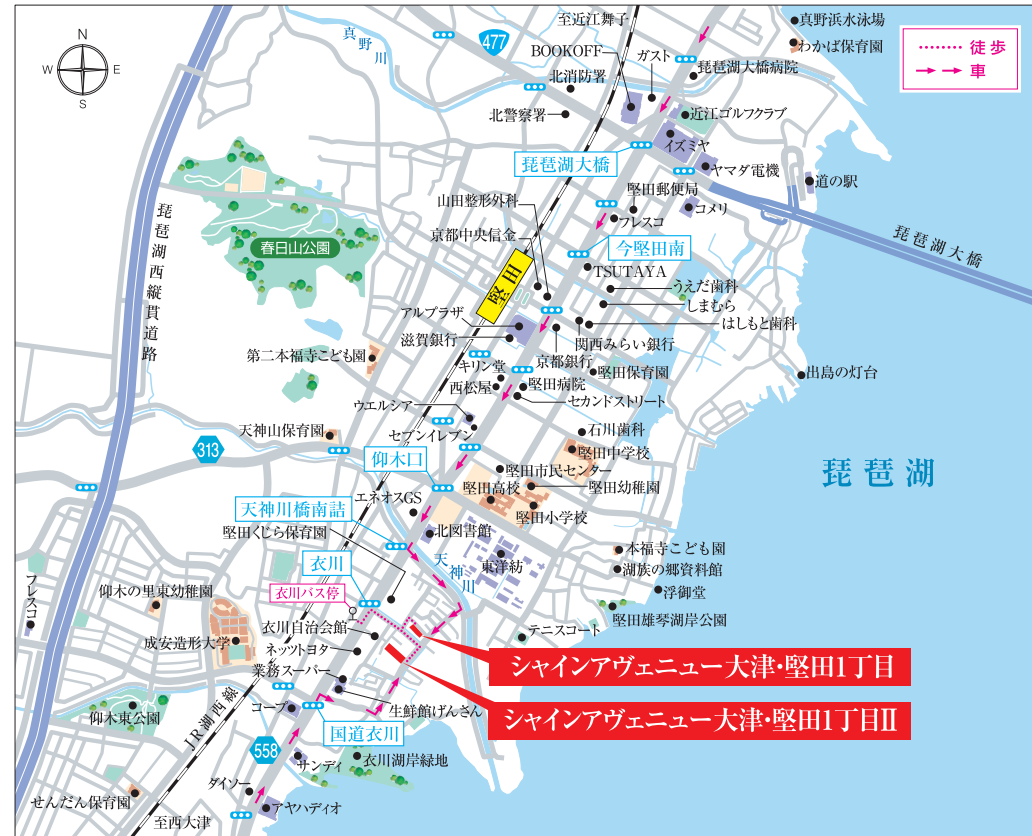 至近江舞子
真野浜水泳場
真野川
477
BOOKOFF
ガスト
わかば保育園
徒歩
車
N
W
E
S
北消防署
琵琶湖大橋病院
北警察署
近江ゴルフクラブ
イズミヤ
琵琶湖大橋
ヤマダ電機
道の駅
堅田郵便局
コメリ
山田整形外科
フレスコ
京都中央信金
今堅田南
琵琶湖大橋
春日山公園
琵琶湖西縦貫道路
堅田
TSUTAYA
うえだ歯科
しまむら
はしもと歯科
アルプラザ
滋賀銀行
関西みらい銀行
京都銀行
第二本福寺こども園
キリン堂
西松屋
堅田病院
堅田保育園
セカンドストリート
出島の灯台
ウエルシア
セブンイレブン
天神山保育園
石川歯科
堅田中学校
313
仰木口
堅田市民センター
堅田高校
堅田幼稚園
堅田小学校
琵琶湖
天神川橋南詰
エネオスGS
堅田くじら保育園
北図書館
天神川
東洋紡
本福寺こども園
湖族の郷資料館
浮御堂
堅田雄琴湖岸公園
衣川
衣川バス停
フレスコ
仰木の里東幼稚園
衣川自治会館
テニスコート
成安造形大学
ネッツトヨタ
業務スーパー
シャインアヴェニュー大津・堅田1丁目
生鮮館げんさん
シャインアヴェニュー大津・堅田1丁目II
コープ
国道衣川
仰木東公園
JR湖西線
558
サンディ
衣川湖岸緑地
ダイソー
せんだん保育園
アヤハディオ
至西大津